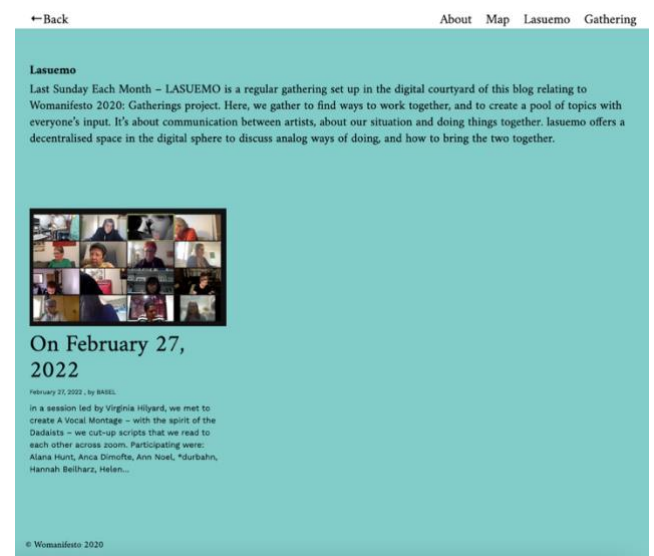 ←Back
About Map Lasuemo Gathering
Lasuemo
Last Sunday Each Month – LASUEMO is a regular gathering set up in the digital courtyard of this blog relating to
Womanifesto 2020: Gatherings project. Here, we gather to find ways to work together, and to create a pool of topics with
everyone's input. It's about communication between artists, about our situation and doing things together. lasuemo offers a
decentralised space in the digital sphere to discuss analog ways of doing, and how to bring the two together.
On February 27,
2022
February 27, 2022 , by BASEL
in a session led by Virginia Hilyard, we met to
create A Vocal Montage – with the spirit of the
Dadaists – we cut-up scripts that we read to
each other across zoom. Participating were:
Alana Hunt, Anca Dimofte, Ann Noel, *durbahn,
Hannah Beilharz, Helen...
© Womanifesto 2020